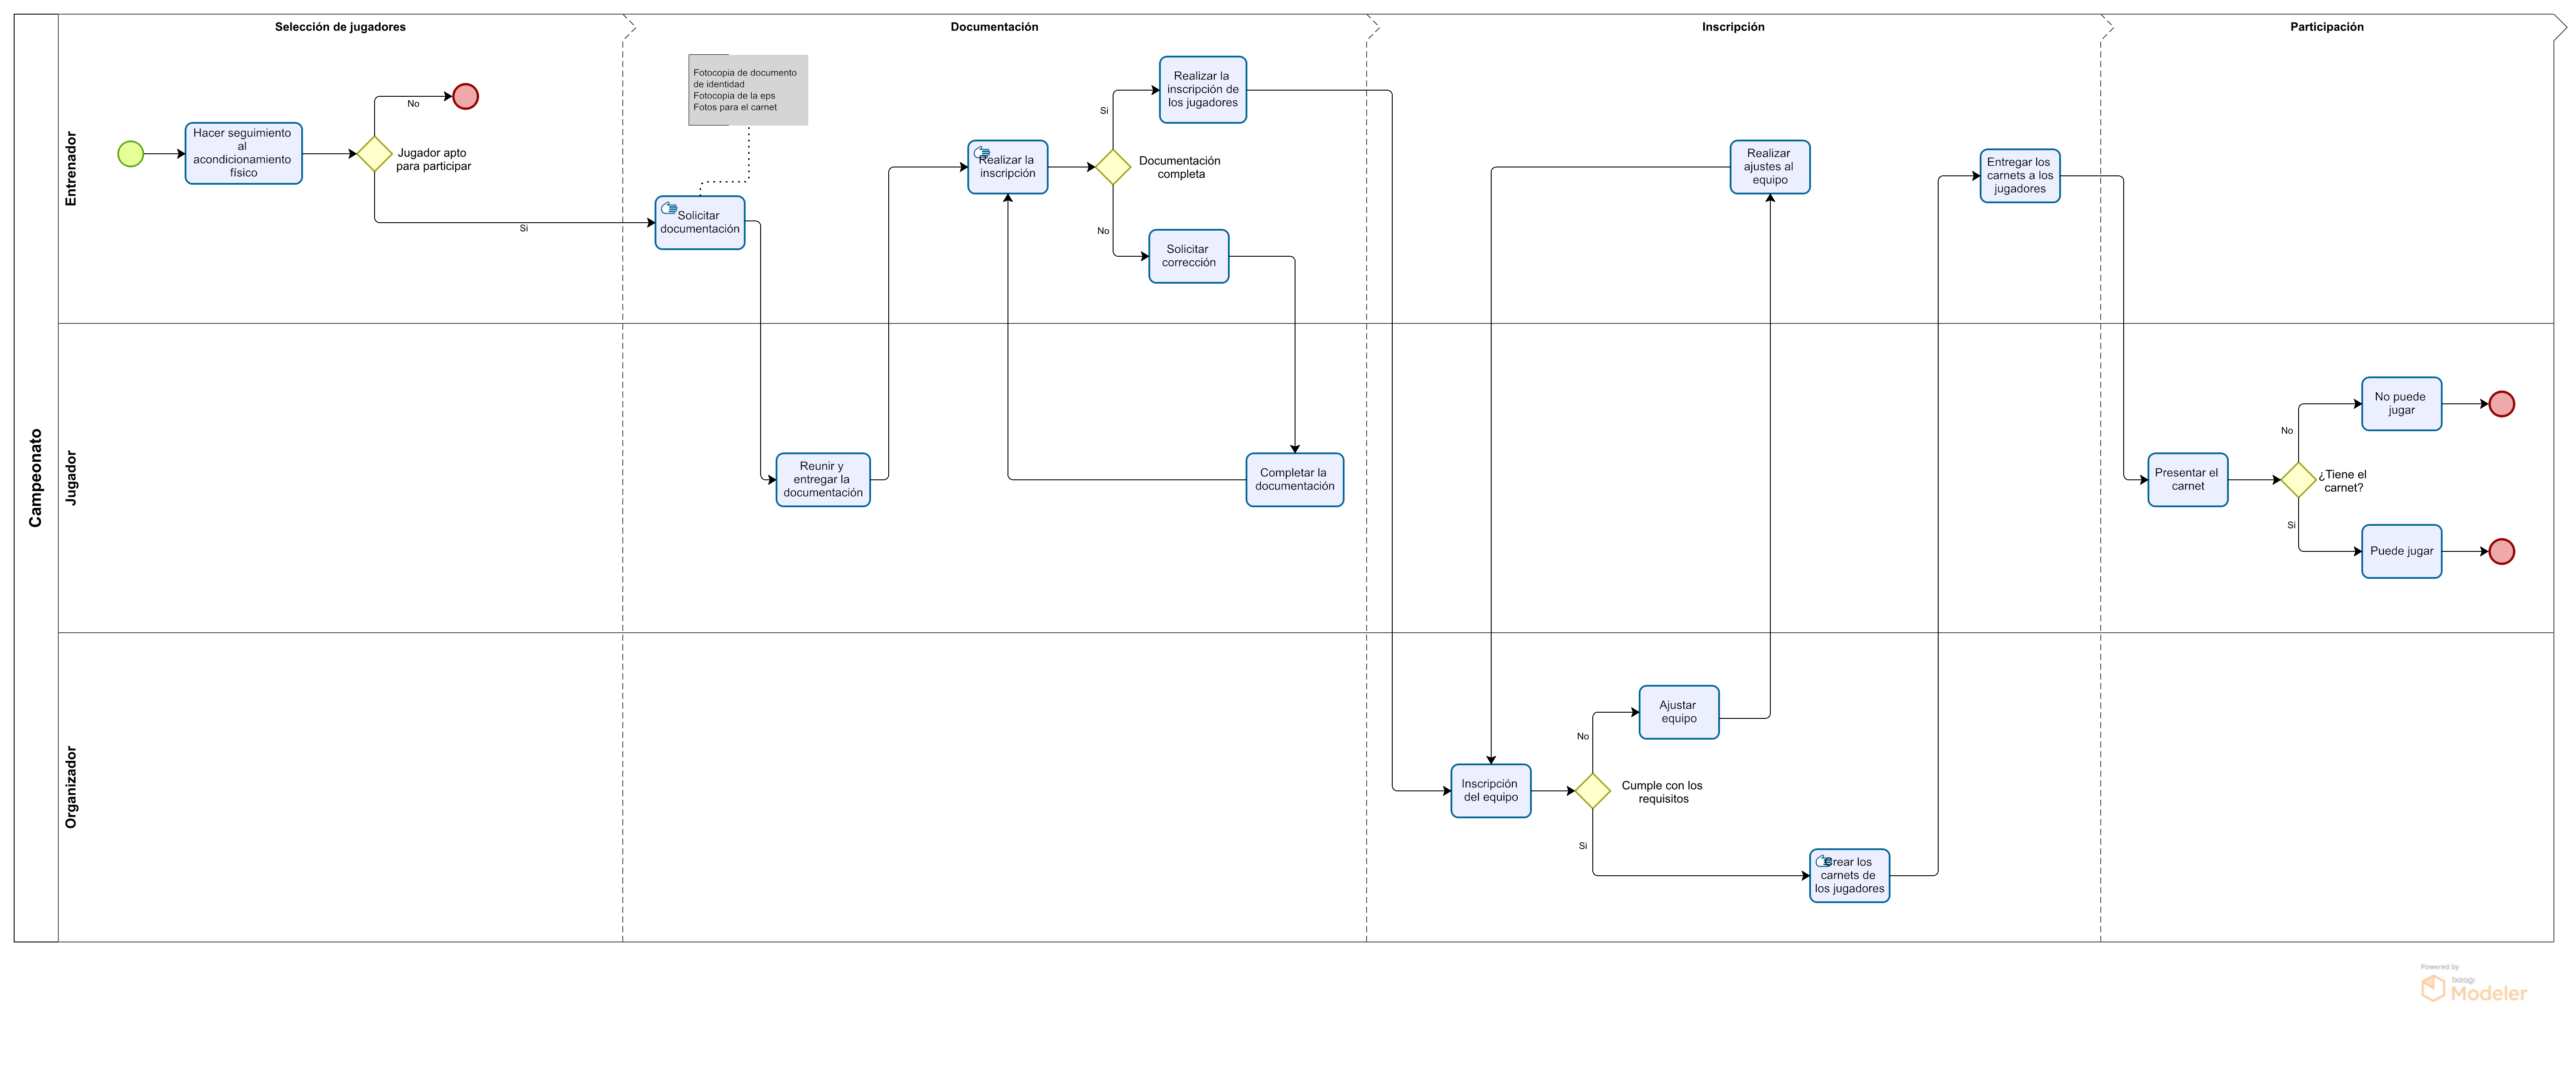 Selección de jugadores
Documentación
Inscripción
Participación
Campeonato
Entrenador
Hacer seguimiento
al
acondicionamiento
físico
No
Jugador apto
para participar
Si
Fotocopia de documento
de identidad
Fotocopia de la eps
Fotos para el carnet
Solicitar
documentación
Realizar la
inscripción
Si
Documentación
completa
No
Realizar la
inscripción de
los jugadores
Solicitar
corrección
Realizar
ajustes al
equipo
Entregar los
carnets a los
jugadores
Jugador
Reunir y
entregar la
documentación
Completar la
documentación
Presentar el
carnet
No
¿Tiene el
carnet?
Si
No puede
jugar
Puede jugar
Organizador
Inscripción
del equipo
No
Cumple con los
requisitos
Si
Ajustar
equipo
Crear los
carnets de
los jugadores
Powered by
bizagi
Modeler